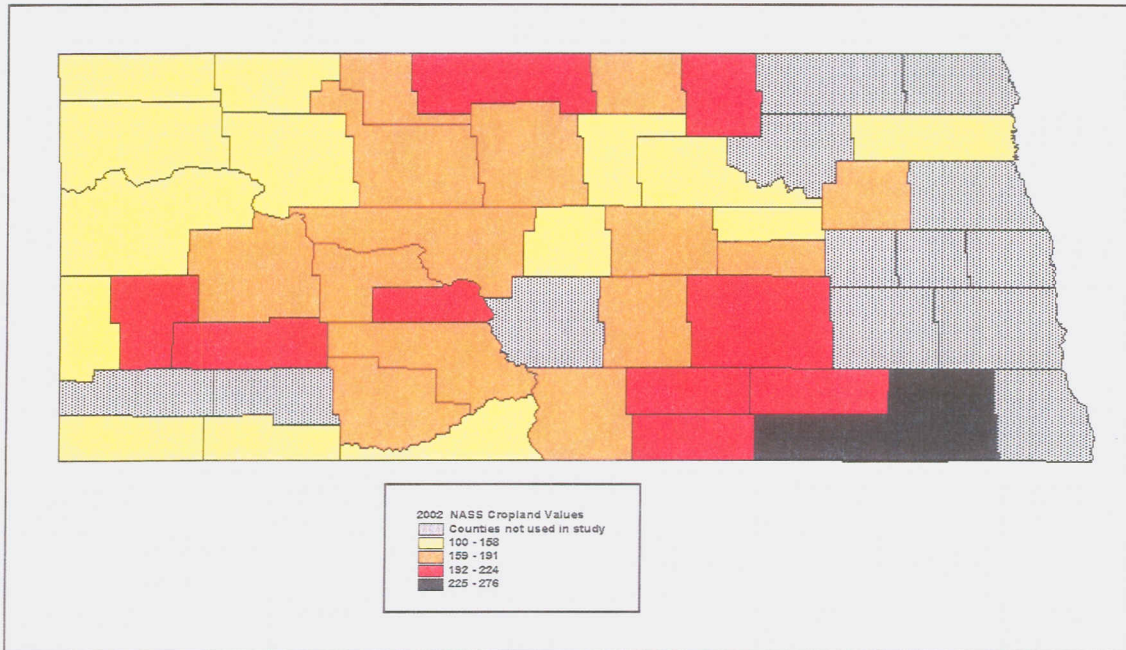 2002 NASS Cropland Values
Counties not used in study
100 - 158
159 - 191
192 - 224
225 - 276